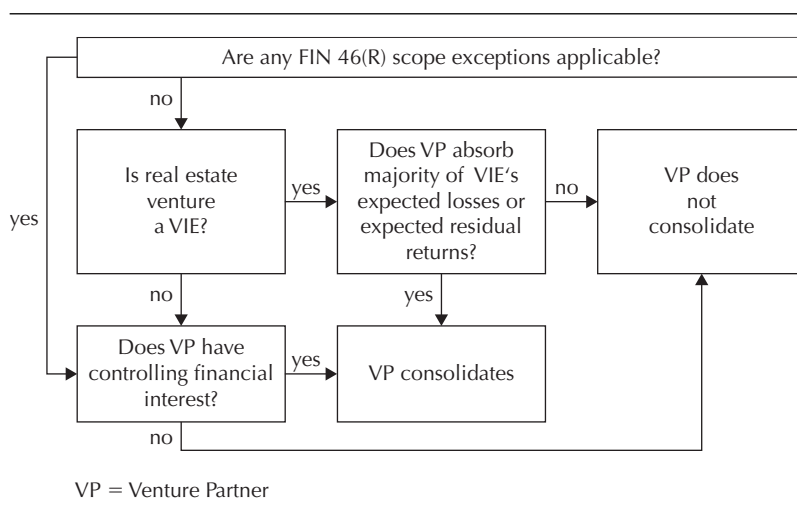 Are any FIN 46(R) scope exceptions applicable?
no
Is real estate
venture
a VIE?
yes
Does VP absorb
majority of VIE‘s
expected losses or
expected residual
returns?
no
VP does
not
consolidate
yes
no
yes
Does VP have
controlling financial
interest?
yes
VP consolidates
no
VP = Venture Partner